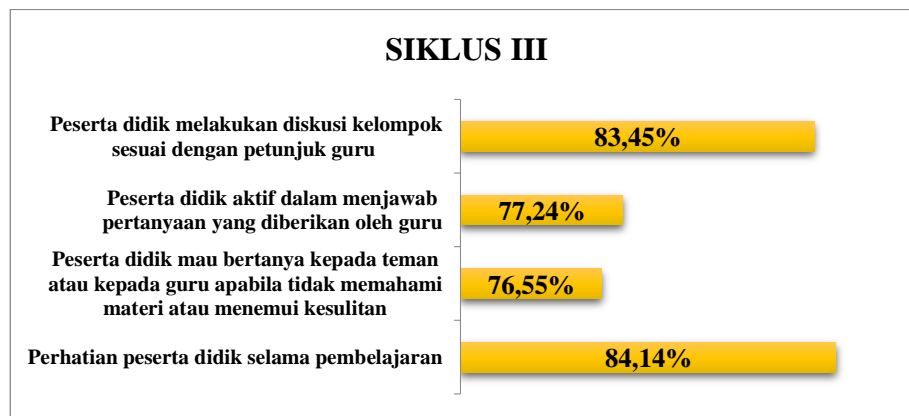 SIKLUS III
Peserta didik melakukan diskusi kelompok
sesuai dengan petunjuk guru
83,45%
Peserta didik aktif dalam menjawab
pertanyaan yang diberikan oleh guru
77,24%
Peserta didik mau bertanya kepada teman
atau kepada guru apabila tidak memahami
materi atau menemui kesulitan
76,55%
Perhatian peserta didik selama pembelajaran
84,14%